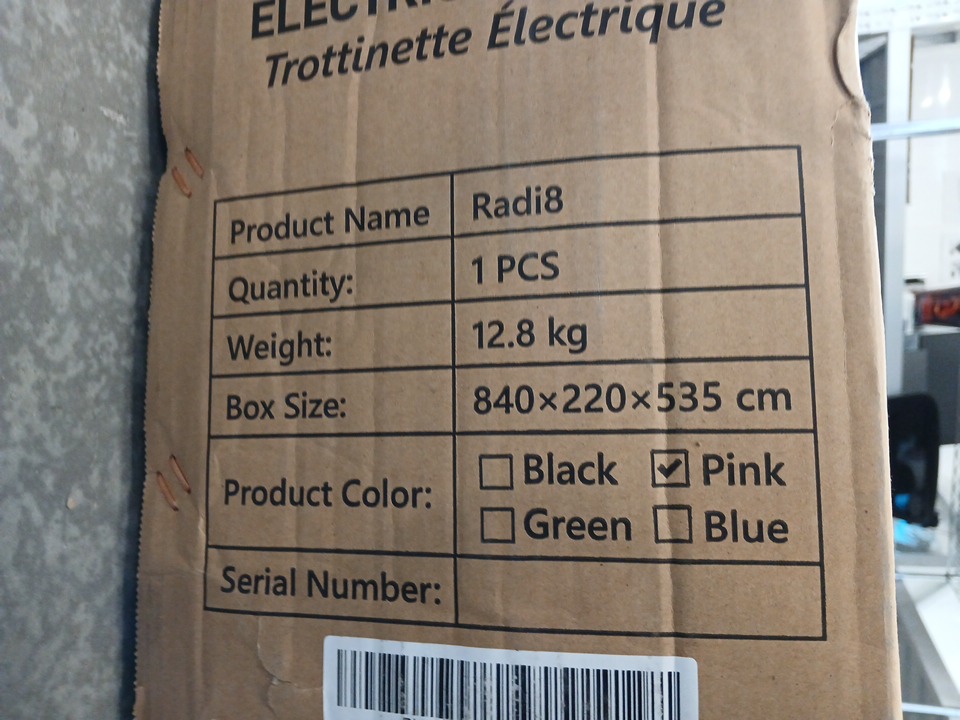 Trottinette Électrique
Product Name Radi8
Quantity: 1 PCS
Weight: 12.8 kg
Box Size: 840×220×535 cm
Product Color: ☐ Black ☑ Pink
☐ Green ☐ Blue
Serial Number: